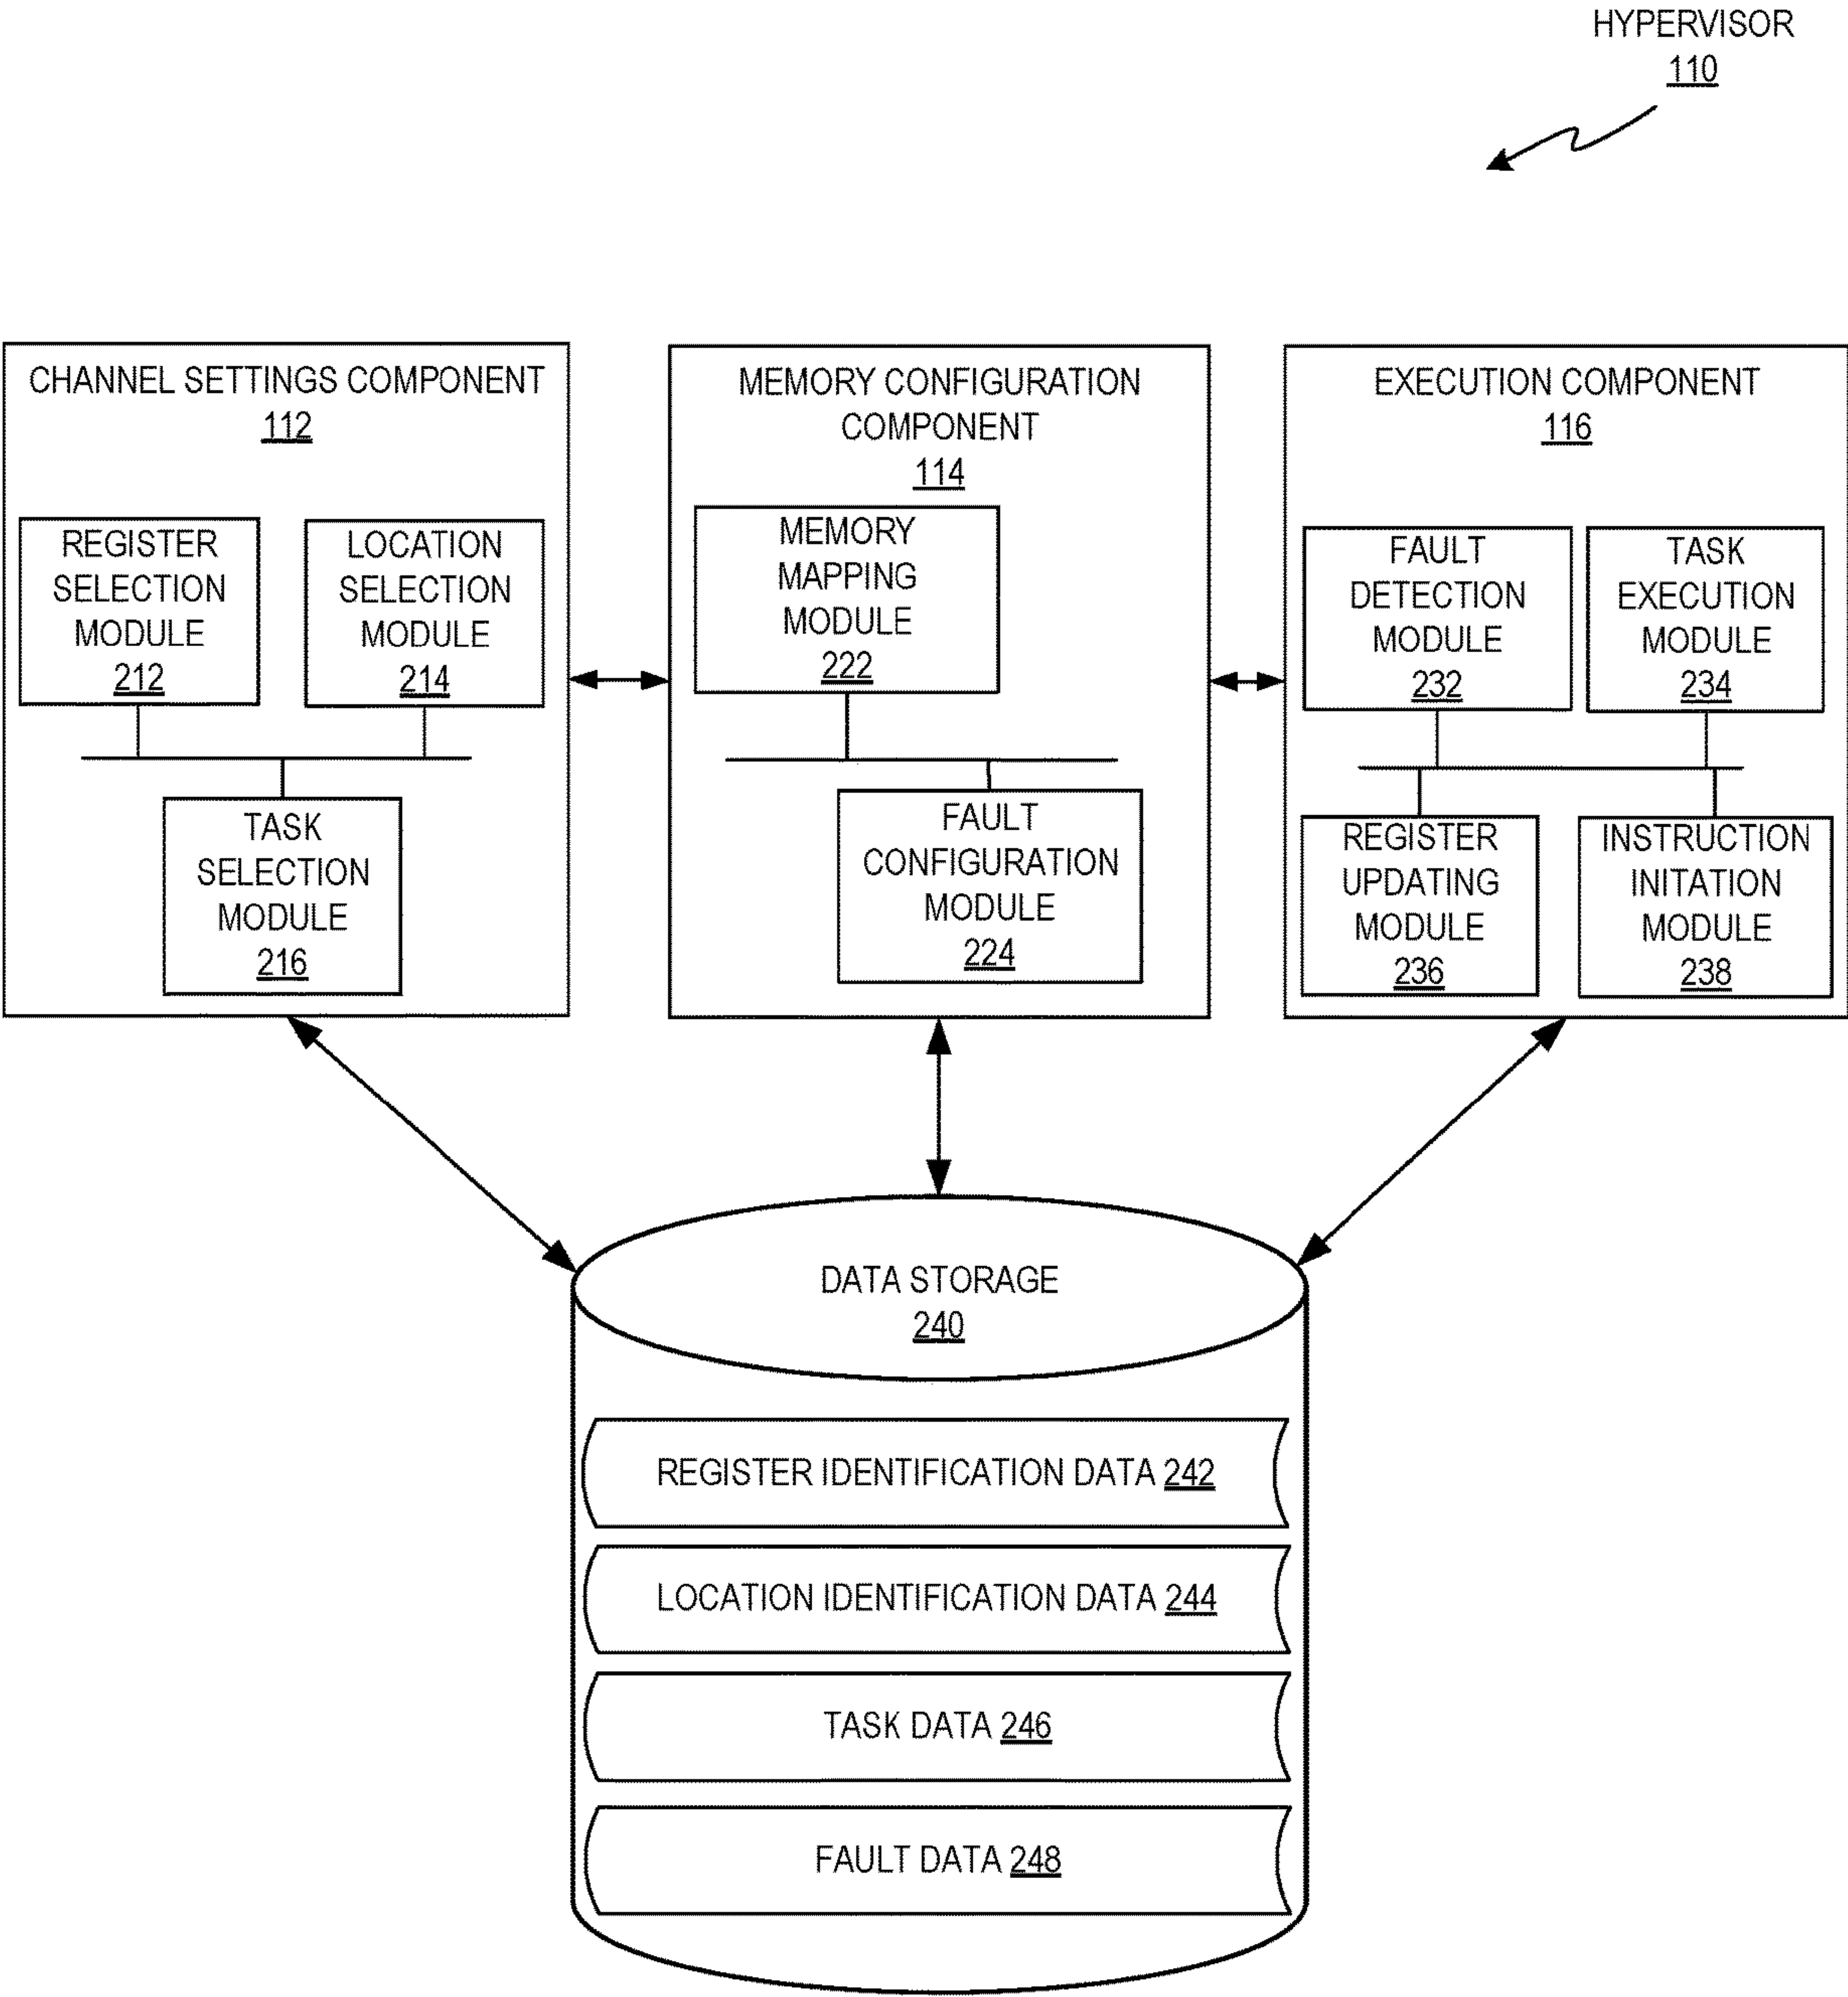 HYPERVISOR
110
CHANNEL SETTINGS COMPONENT
112
REGISTER
SELECTION
MODULE
212
LOCATION
SELECTION
MODULE
214
TASK
SELECTION
MODULE
216
MEMORY CONFIGURATION
COMPONENT
114
MEMORY
MAPPING
MODULE
222
FAULT
CONFIGURATION
MODULE
224
EXECUTION COMPONENT
116
FAULT
DETECTION
MODULE
232
TASK
EXECUTION
MODULE
234
REGISTER
UPDATING
MODULE
236
INSTRUCTION
INITATION
MODULE
238
DATA STORAGE
240
REGISTER IDENTIFICATION DATA 242
LOCATION IDENTIFICATION DATA 244
TASK DATA 246
FAULT DATA 248